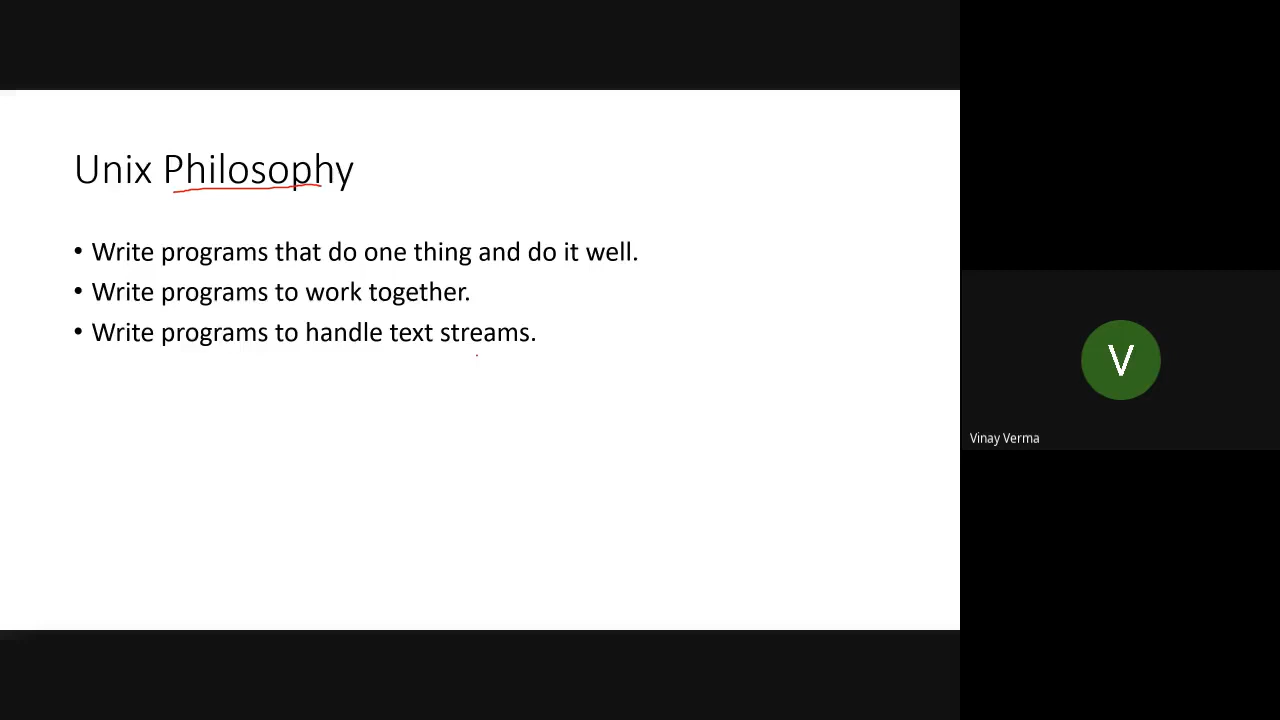 Unix Philosophy
• Write programs that do one thing and do it well.
• Write programs to work together.
• Write programs to handle text streams.
V
Vinay Verma